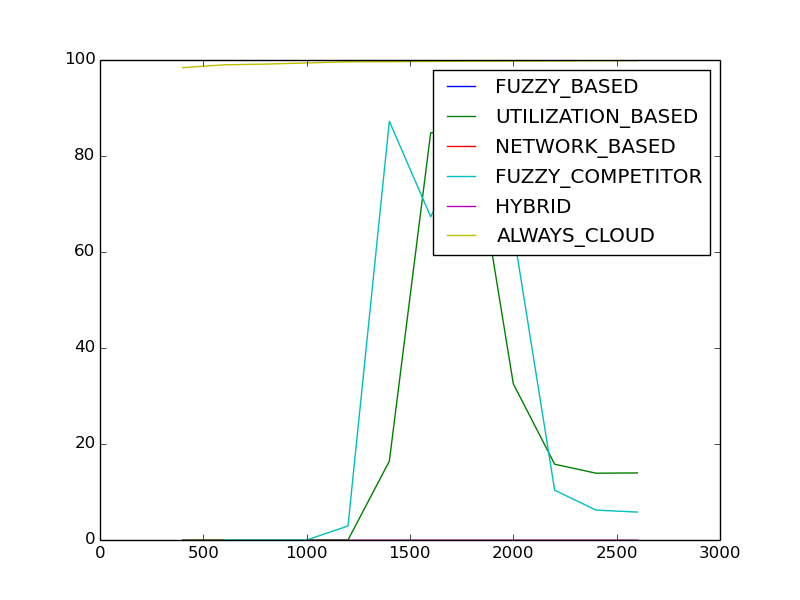 100
80
60
40
20
0
0 500 1000 1500 2000 2500 3000
FUZZY_BASED
UTILIZATION_BASED
NETWORK_BASED
FUZZY_COMPETITOR
HYBRID
ALWAYS_CLOUD